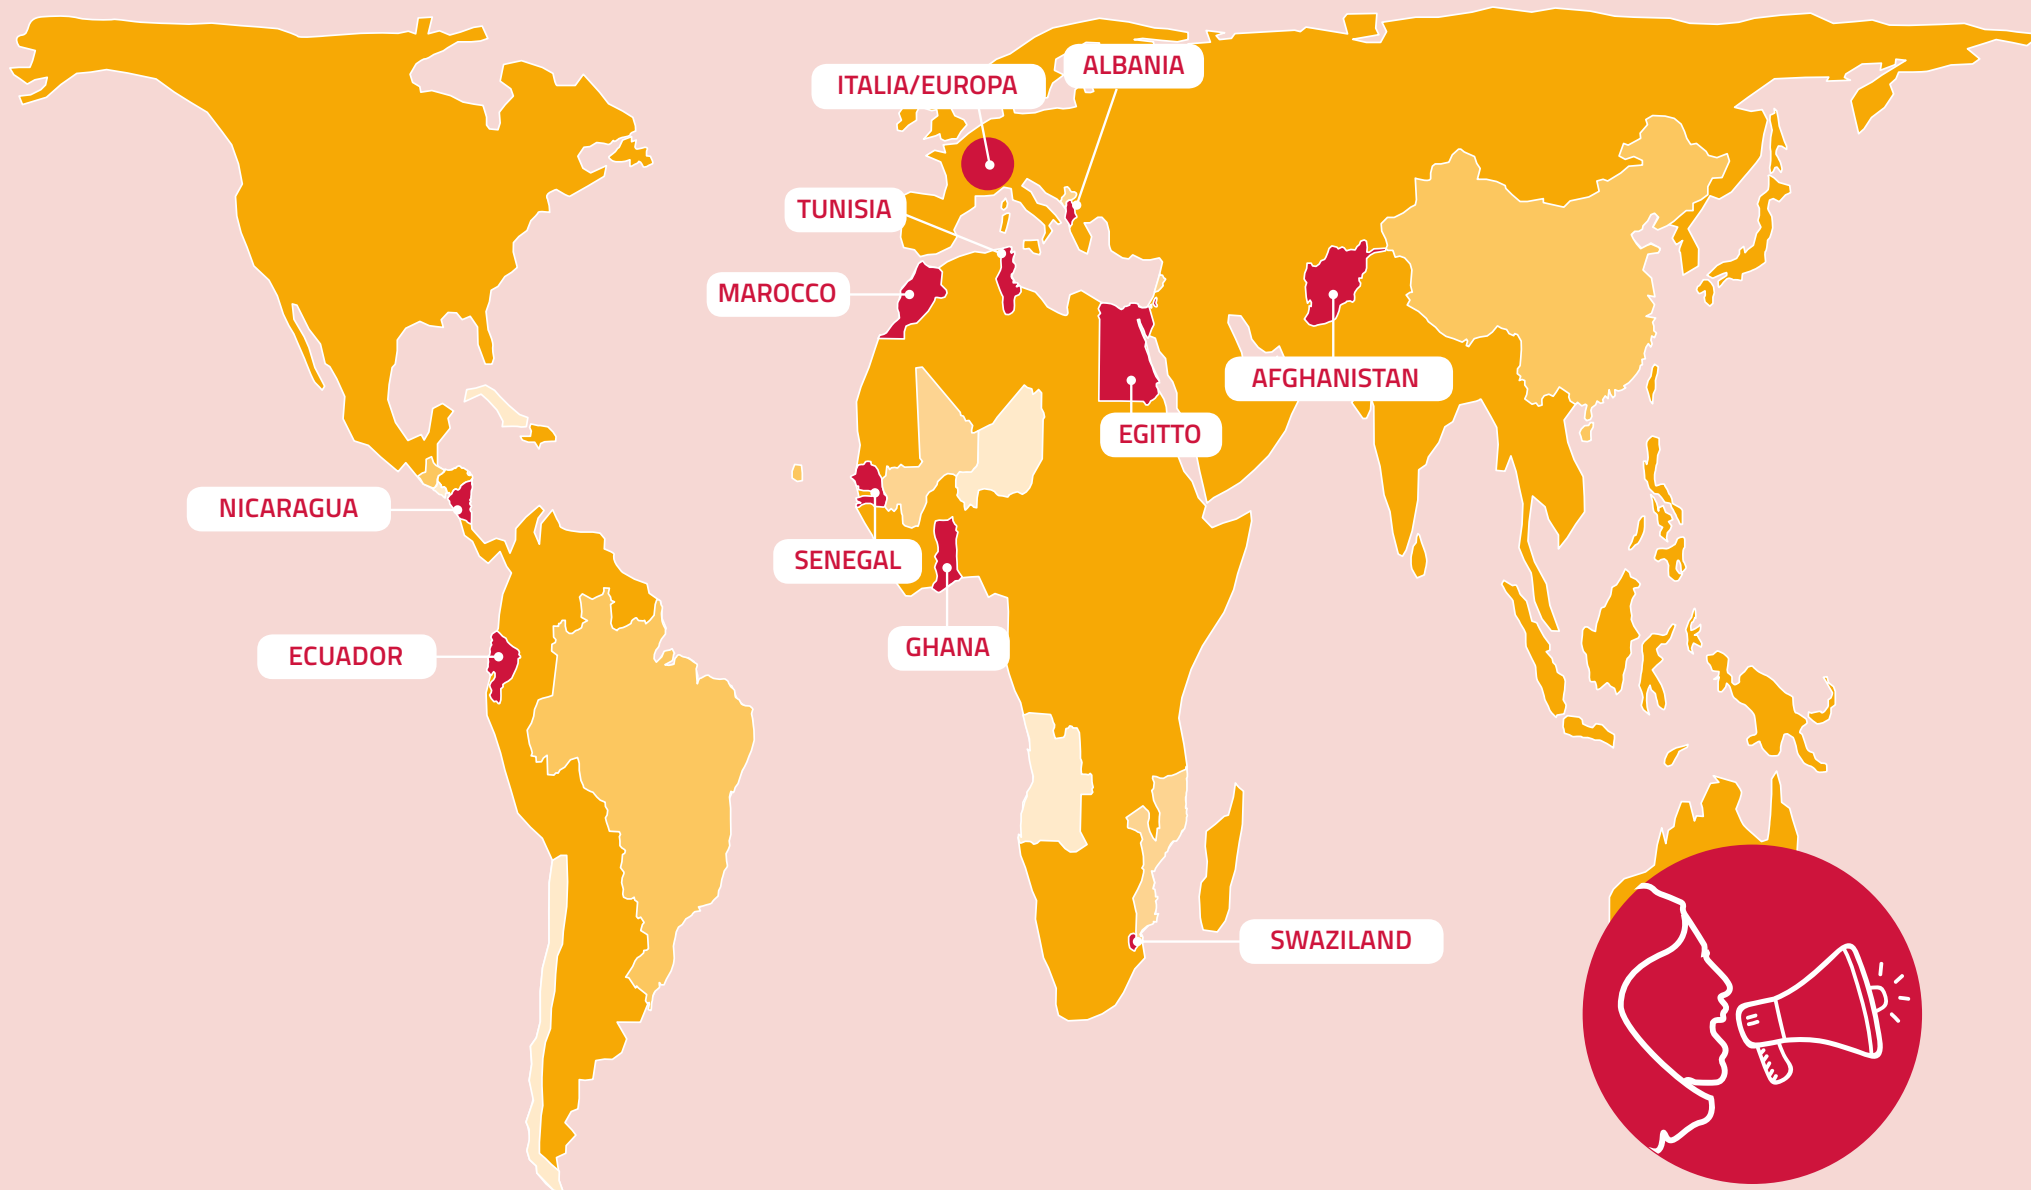 ALBANIA
ITALIA/EUROPA
TUNISIA
MAROCCO
AFGHANISTAN
EGITTO
NICARAGUA
SENEGAL
GHANA
ECUADOR
SWAZILAND